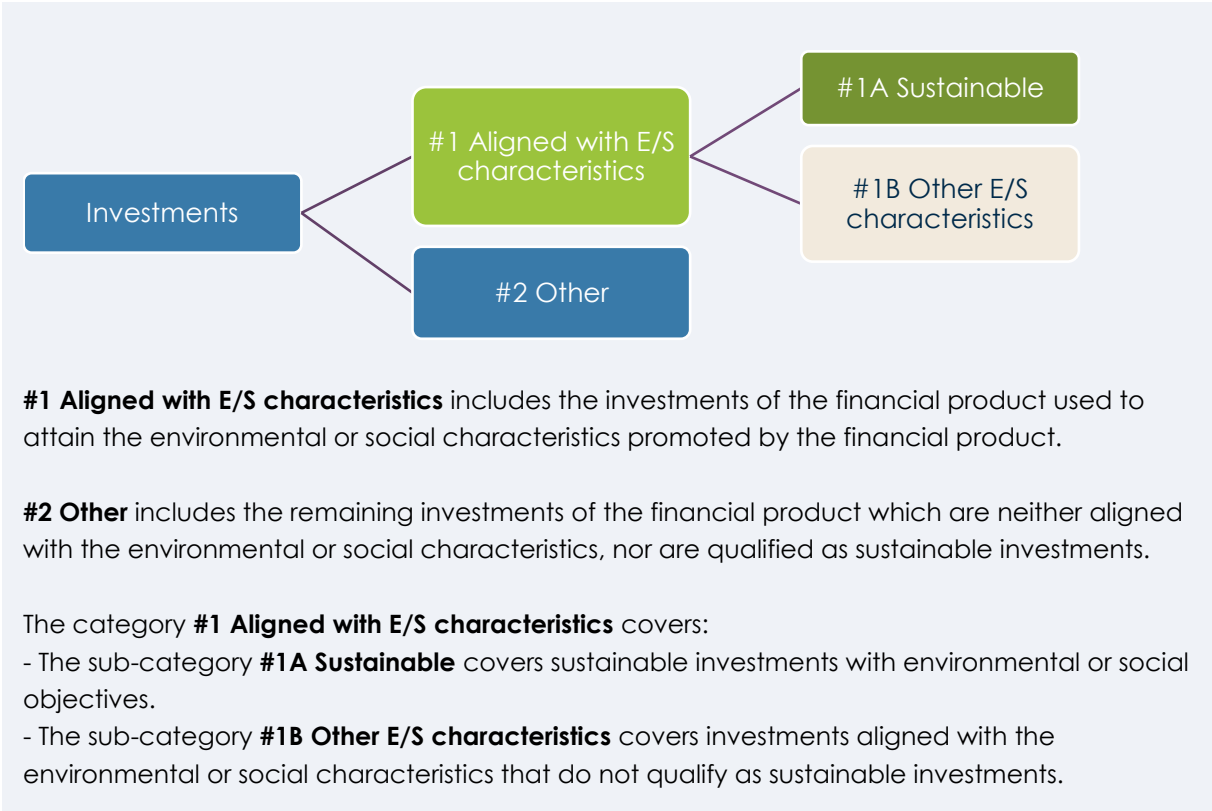 #1A Sustainable
#1 Aligned with E/S
characteristics
#1B Other E/S
characteristics
Investments
#2 Other
#1 Aligned with E/S characteristics includes the investments of the financial product used to
attain the environmental or social characteristics promoted by the financial product.
#2 Other includes the remaining investments of the financial product which are neither aligned
with the environmental or social characteristics, nor are qualified as sustainable investments.
The category #1 Aligned with E/S characteristics covers:
- The sub-category #1A Sustainable covers sustainable investments with environmental or social
objectives.
- The sub-category #1B Other E/S characteristics covers investments aligned with the
environmental or social characteristics that do not qualify as sustainable investments.